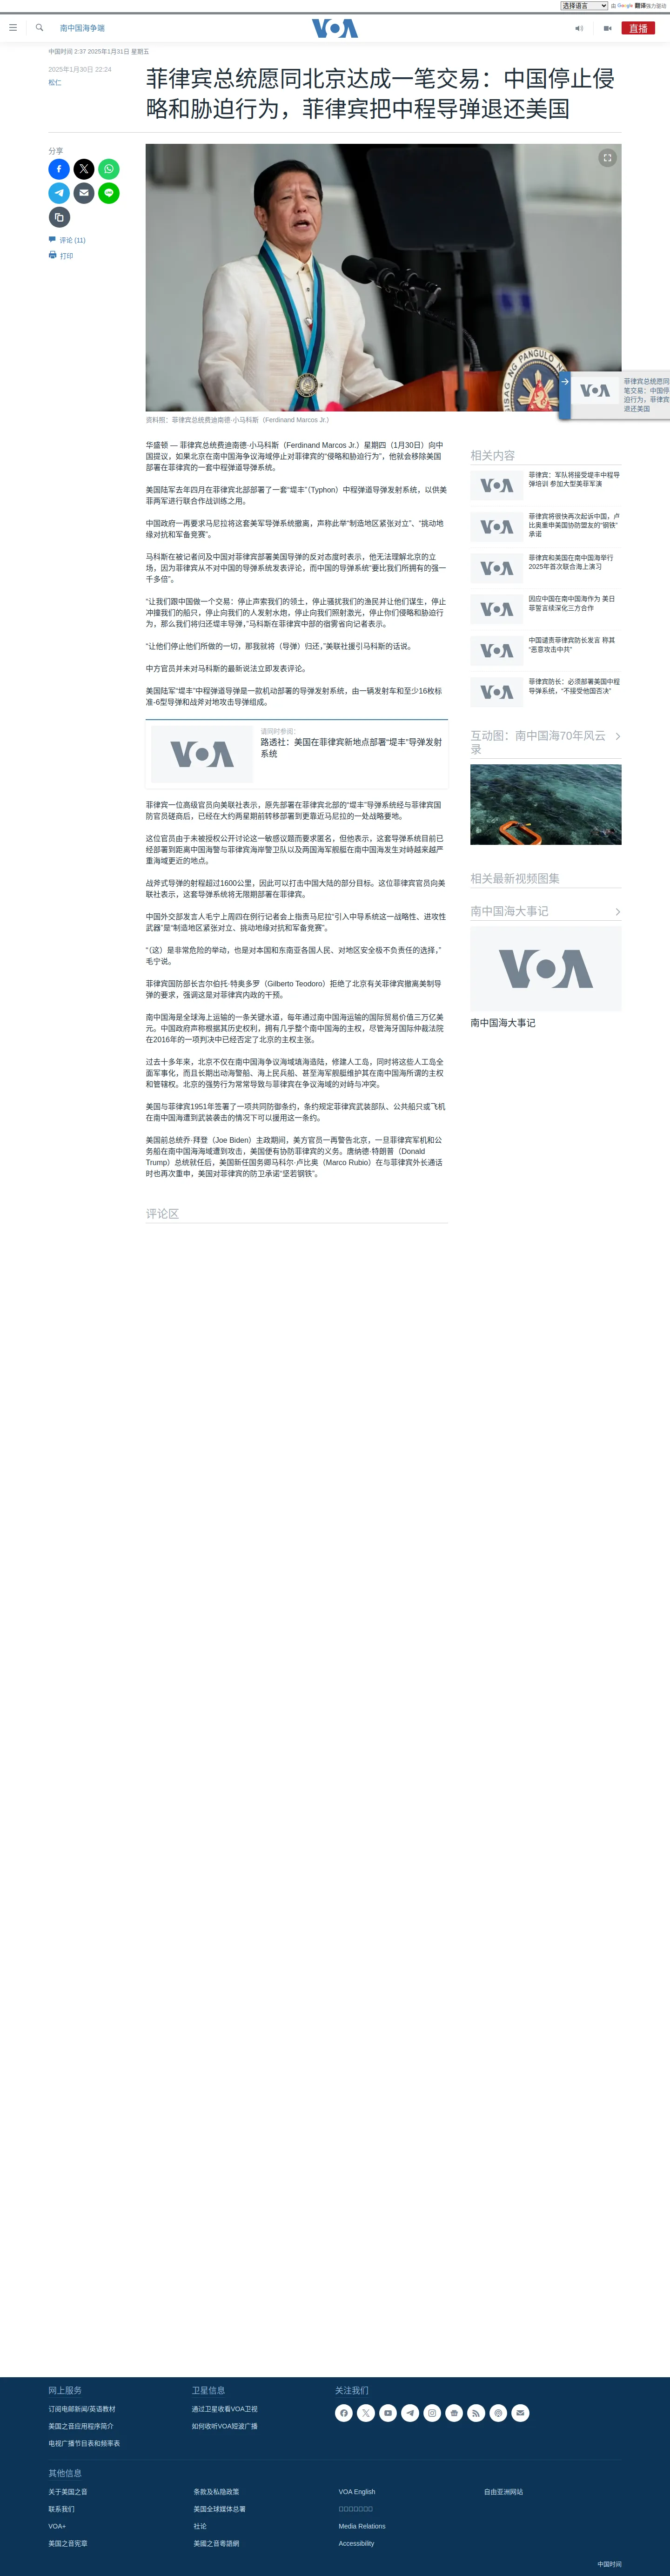 选择语言 由 Google 翻译强力驱动
南中国海争端
VOA
直播
中国时间 2:37 2025年1月31日 星期五
2025年1月30日 22:24
松仁
菲律宾总统愿同北京达成一笔交易：中国停止侵
略和胁迫行为，菲律宾把中程导弹退还美国
分享
评论 (11)
打印
菲律宾总统愿同
笔交易：中国停
迫行为，菲律宾
退还美国
资料照：菲律宾总统费迪南德·小马科斯（Ferdinand Marcos Jr.）
华盛顿 — 菲律宾总统费迪南德·小马科斯（Ferdinand Marcos Jr.）星期四（1月30日）向中
国提议，如果北京在南中国海争议海域停止对菲律宾的“侵略和胁迫行为”，他就会移除美国
部署在菲律宾的一套中程弹道导弹系统。
美国陆军去年四月在菲律宾北部部署了一套“堤丰”（Typhon）中程弹道导弹发射系统，以供美
菲两军进行联合作战训练之用。
中国政府一再要求马尼拉将这套美军导弹系统撤离，声称此举“制造地区紧张对立”、“挑动地
缘对抗和军备竞赛”。
马科斯在被记者问及中国对菲律宾部署美国导弹的反对态度时表示，他无法理解北京的立
场，因为菲律宾从不对中国的导弹系统发表评论，而中国的导弹系统“要比我们所拥有的强一
千多倍”。
“让我们跟中国做一个交易：停止声索我们的领土，停止骚扰我们的渔民并让他们谋生，停止
冲撞我们的船只，停止向我们的人发射水炮，停止向我们照射激光，停止你们的侵略和胁迫行
为，那么我们将归还堤丰导弹，”马科斯在菲律宾中部的宿雾省向记者表示。
“让他们停止他们所做的一切，那我就将（导弹）归还，”美联社援引马科斯的话说。
中方官员并未对马科斯的最新说法立即发表评论。
美国陆军“堤丰”中程弹道导弹是一款机动部署的导弹发射系统，由一辆发射车和至少16枚标
准-6型导弹和战斧对地攻击导弹组成。
VOA
请同时参阅:
路透社：美国在菲律宾新地点部署“堤丰”导弹发射
系统
菲律宾一位高级官员向美联社表示，原先部署在菲律宾北部的“堤丰”导弹系统经与菲律宾国
防官员磋商后，已经在大约两星期前转移部署到更靠近马尼拉的一处战略要地。
这位官员由于未被授权公开讨论这一敏感议题而要求匿名，但他表示，这套导弹系统目前已
经部署到距离中国海警与菲律宾海岸警卫队以及两国海军舰艇在南中国海发生对峙越来越严
重海域更近的地点。
战斧式导弹的射程超过1600公里，因此可以打击中国大陆的部分目标。这位菲律宾官员向美
联社表示，这套导弹系统将无限期部署在菲律宾。
中国外交部发言人毛宁上周四在例行记者会上指责马尼拉“引入中导系统这一战略性、进攻性
武器”是“制造地区紧张对立、挑动地缘对抗和军备竞赛”。
“（这）是非常危险的举动，也是对本国和东南亚各国人民、对地区安全极不负责任的选择，”
毛宁说。
菲律宾国防部长吉尔伯托·特奥多罗（Gilberto Teodoro）拒绝了北京有关菲律宾撤离美制导
弹的要求，强调这是对菲律宾内政的干预。
南中国海是全球海上运输的一条关键水道，每年通过南中国海运输的国际贸易价值三万亿美
元。中国政府声称根据其历史权利，拥有几乎整个南中国海的主权，尽管海牙国际仲裁法院
在2016年的一项判决中已经否定了北京的主权主张。
过去十多年来，北京不仅在南中国海争议海域填海造陆，修建人工岛，同时将这些人工岛全
面军事化，而且长期出动海警船、海上民兵船、甚至海军舰艇维护其在南中国海所谓的主权
和管辖权。北京的强势行为常常导致与菲律宾在争议海域的对峙与冲突。
美国与菲律宾1951年签署了一项共同防御条约，条约规定菲律宾武装部队、公共船只或飞机
在南中国海遭到武装袭击的情况下可以援用这一条约。
美国前总统乔·拜登（Joe Biden）主政期间，美方官员一再警告北京，一旦菲律宾军机和公
务船在南中国海海域遭到攻击，美国便有协防菲律宾的义务。唐纳德·特朗普（Donald
Trump）总统就任后，美国新任国务卿马科尔·卢比奥（Marco Rubio）在与菲律宾外长通话
时也再次重申，美国对菲律宾的防卫承诺“坚若钢铁”。
评论区
相关内容
菲律宾：军队将接受堤丰中程导
弹培训 参加大型美菲军演
菲律宾将很快再次起诉中国，卢
比奥重申美国协防盟友的“钢铁”
承诺
菲律宾和美国在南中国海举行
2025年首次联合海上演习
因应中国在南中国海作为 美日
菲誓言续深化三方合作
中国谴责菲律宾防长发言 称其
“恶意攻击中共”
菲律宾防长：必须部署美国中程
导弹系统，“不接受他国否决”
互动图：南中国海70年风云
录
相关最新视频图集
南中国海大事记
VOA
南中国海大事记
网上服务
订阅电邮新闻/英语教材
美国之音应用程序简介
电视广播节目表和频率表
卫星信息
通过卫星收看VOA卫视
如何收听VOA短波广播
关注我们
其他信息
关于美国之音
联系我们
VOA+
美国之音宪章
条款及私隐政策
美国全球媒体总署
社论
美國之音粵語網
VOA English
Media Relations
Accessibility
自由亚洲网站
中国时间